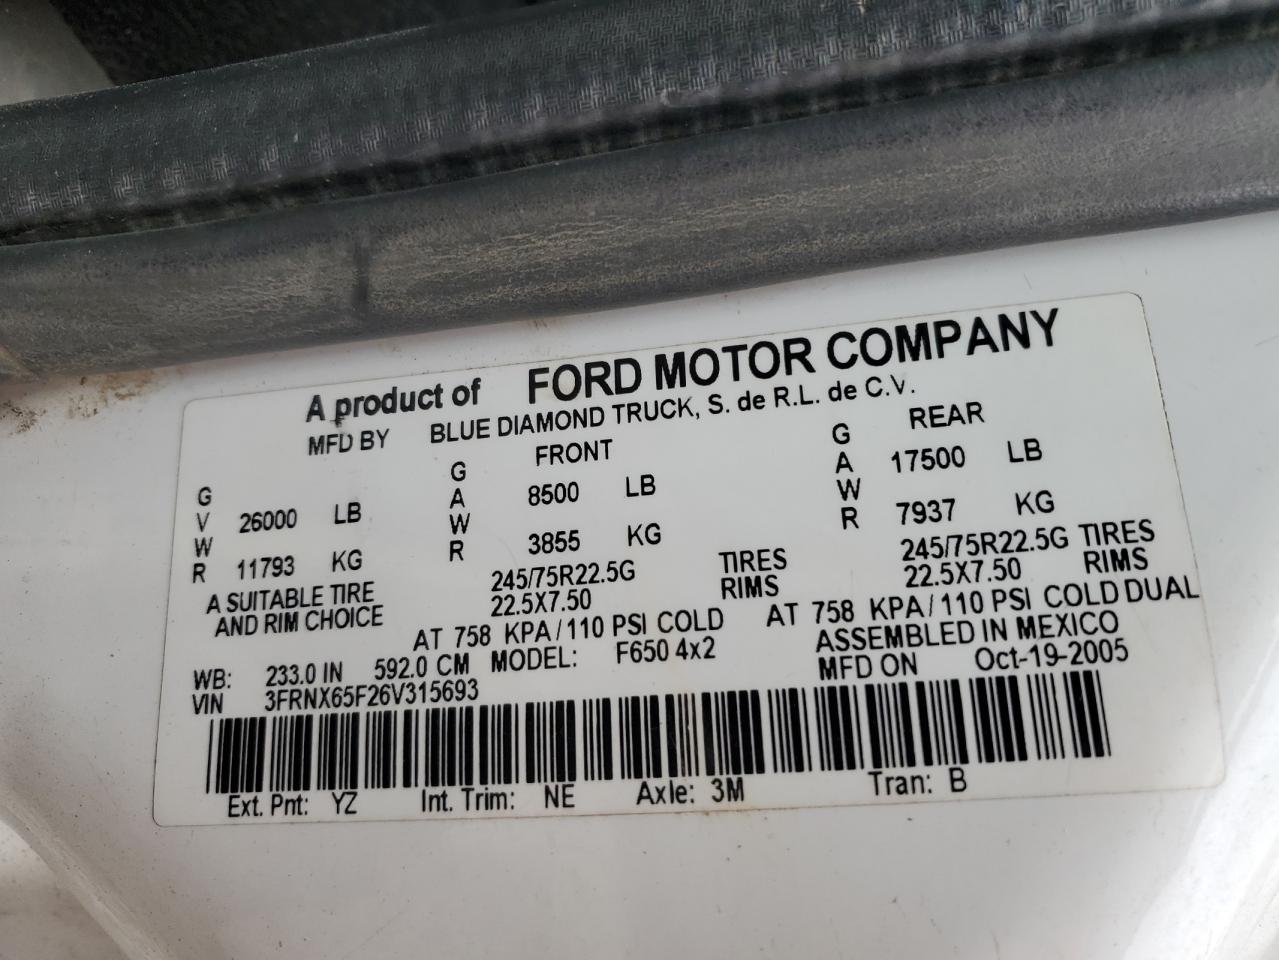 A product of FORD MOTOR COMPANY
MFD BY BLUE DIAMOND TRUCK, S. de R.L. de C.V.
GVWR 26000 LB
11793 KG
FRONT GAWR 8500 LB
3855 KG
REAR GAWR 17500 LB
7937 KG
A SUITABLE TIRE AND RIM CHOICE
245/75R22.5G TIRES
22.5X7.50 RIMS
AT 758 KPA/110 PSI COLD
245/75R22.5G TIRES
22.5X7.50 RIMS
AT 758 KPA/110 PSI COLD DUAL
ASSEMBLED IN MEXICO
WB: 233.0 IN 592.0 CM MODEL: F650 4x2 MFD ON Oct-19-2005
VIN 3FRNX65F26V315693
Ext. Pnt: YZ Int. Trim: NE Axle: 3M Tran: B